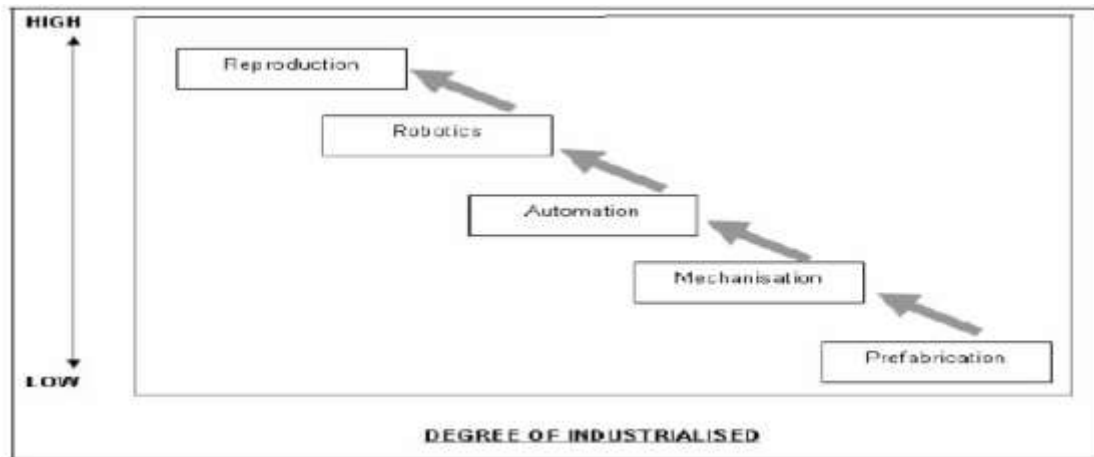 HIGH
Reproduction
Robotics
Automation
Mechanisation
Prefabrication
LOW
DEGREE OF INDUSTRIALISED